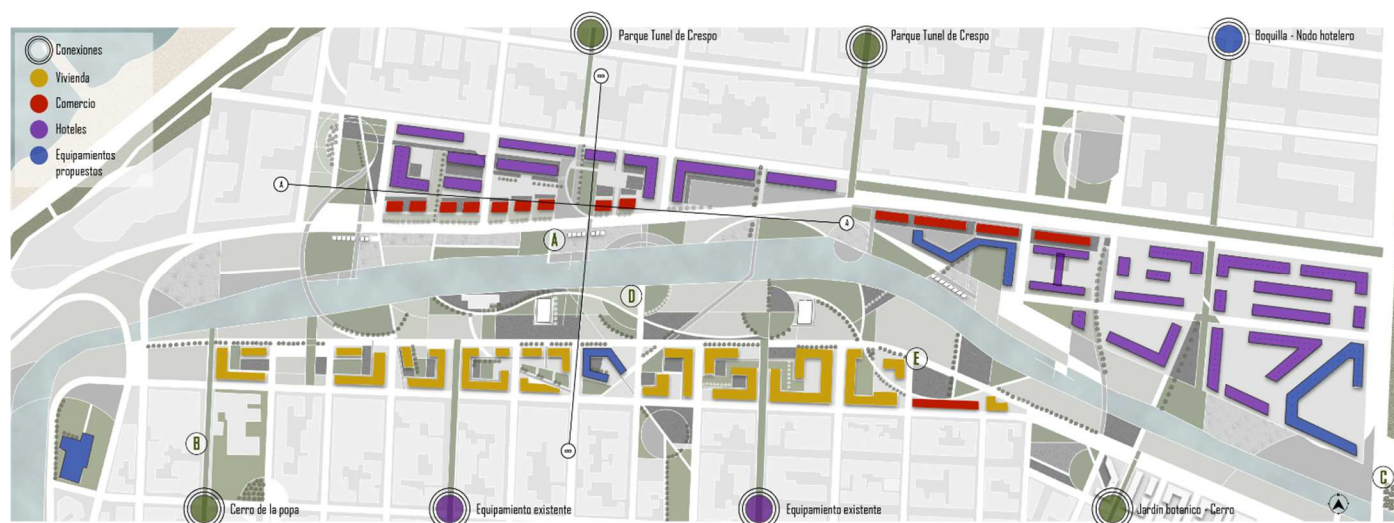 Parque Tunel de Crespo
Parque Tunel de Crespo
Boquilla - Nodo hotelero
Conexiones
Vivienda
Comercio
Hoteles
Equipamientos
propuestos
A
A
A
D
E
B
C
Cerro de la popa
Equipamiento existente
Equipamiento existente
Jardin botanico - Cerro